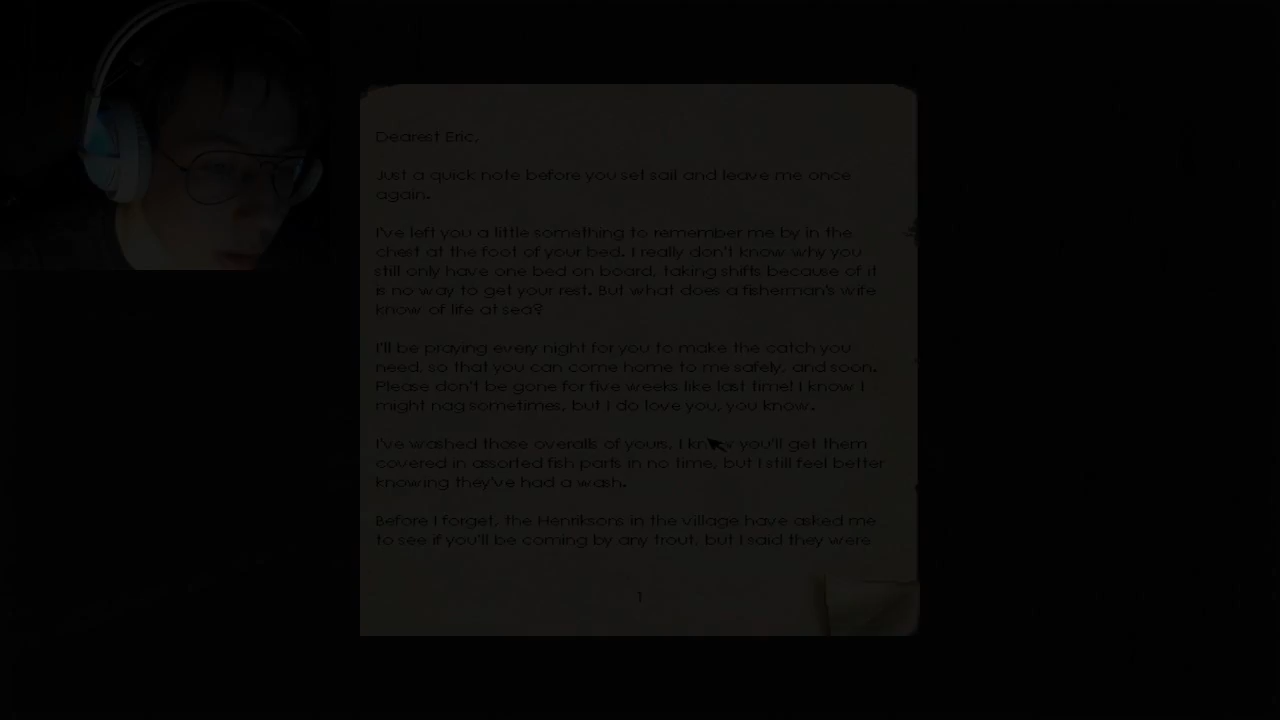 Dearest Eric,
Just a quick note before you set sail and leave me once
again.
I've left you a little something to remember me by in the
chest at the foot of your bed. I really don't know why you
still only have one bed on board, taking shifts because of it
is no way to get your rest. But what does a fisherman's wife
know of life at sea?
I'll be praying every night for you to make the catch you
need, so that you can come home to me safely, and soon.
Please don't be gone for five weeks like last time! I know I
might nag sometimes, but I do love you, you know.
I've washed those overalls of yours, I know you'll get them
covered in assorted fish parts in no time, but I still feel better
knowing they've had a wash.
Before I forget, the Henriksons in the village have asked me
to see if you'll be coming by any trout, but I said they were
1